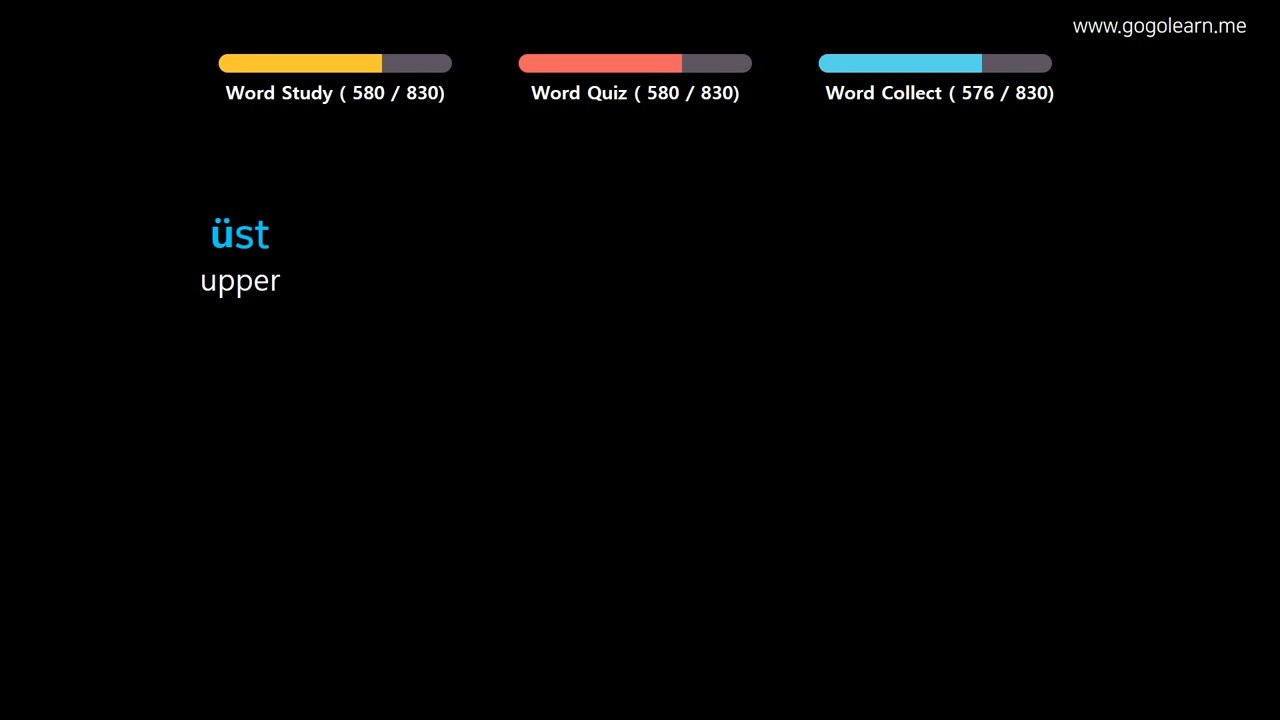 www.gogolearn.me
Word Study ( 580 / 830)
Word Quiz ( 580 / 830)
Word Collect ( 576 / 830)
üst
upper